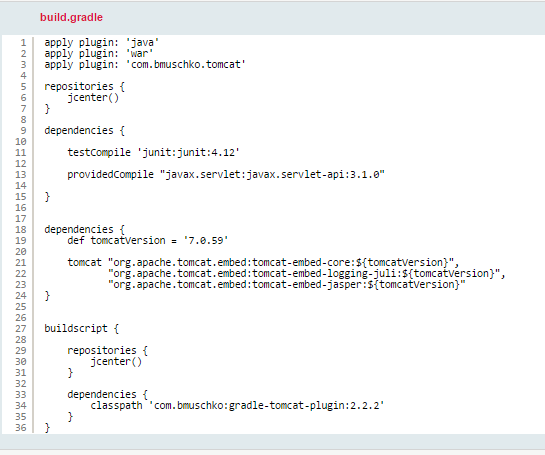 build.gradle
1 apply plugin: 'java'
2 apply plugin: 'war'
3 apply plugin: 'com.bmuschko.tomcat'
4
5 repositories {
6     jcenter()
7 }
8
9 dependencies {
10
11     testCompile 'junit:junit:4.12'
12
13     providedCompile "javax.servlet:javax.servlet-api:3.1.0"
14
15 }
16
17
18 dependencies {
19     def tomcatVersion = '7.0.59'
20
21     tomcat "org.apache.tomcat.embed:tomcat-embed-core:${tomcatVersion}",
22            "org.apache.tomcat.embed:tomcat-embed-logging-juli:${tomcatVersion}",
23            "org.apache.tomcat.embed:tomcat-embed-jasper:${tomcatVersion}"
24 }
25
26
27 buildscript {
28
29     repositories {
30         jcenter()
31     }
32
33     dependencies {
34         classpath 'com.bmuschko:gradle-tomcat-plugin:2.2.2'
35     }
36 }